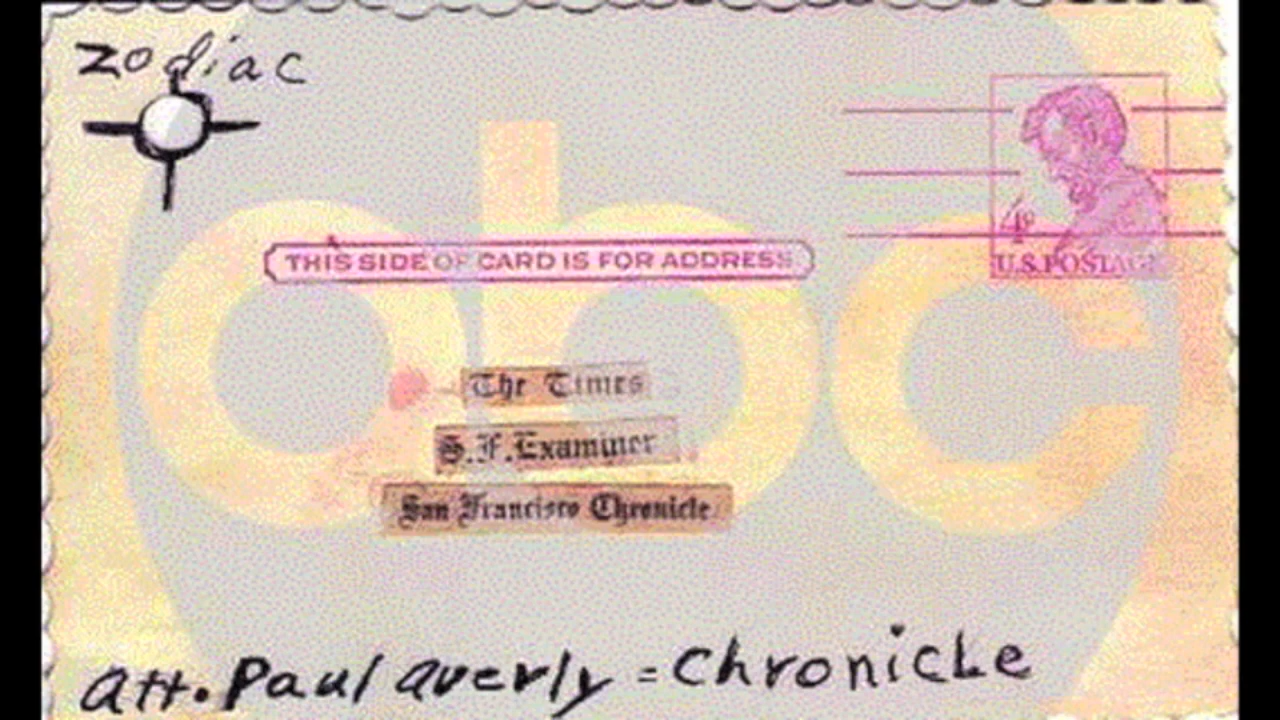 zodiac
4¢
U.S. POSTAGE
THIS SIDE OF CARD IS FOR ADDRESS
abc
The Times
S.F. Examiner
San Francisco Chronicle
att. Paul averly = Chronicle